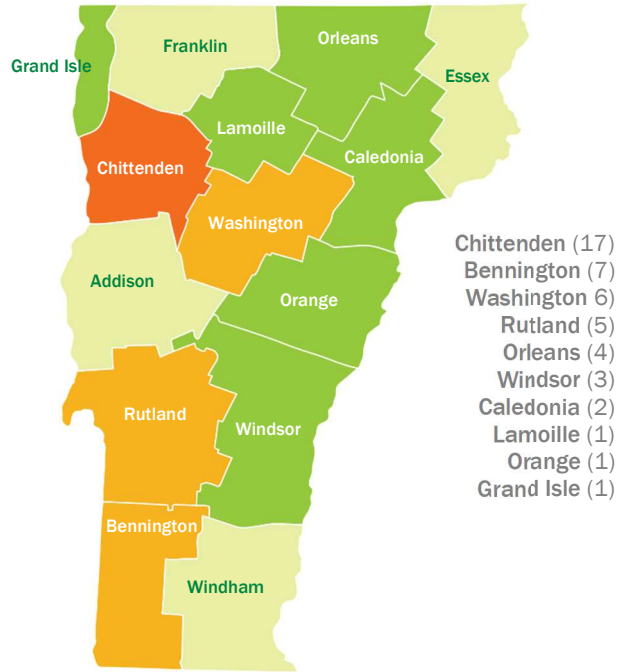 Franklin
Orleans
Grand Isle
Essex
Lamoille
Caledonia
Chittenden
Washington
Addison
Orange
Rutland
Windsor
Bennington
Windham
Chittenden (17)
Bennington (7)
Washington 6)
Rutland (5)
Orleans (4)
Windsor (3)
Caledonia (2)
Lamoille (1)
Orange (1)
Grand Isle (1)